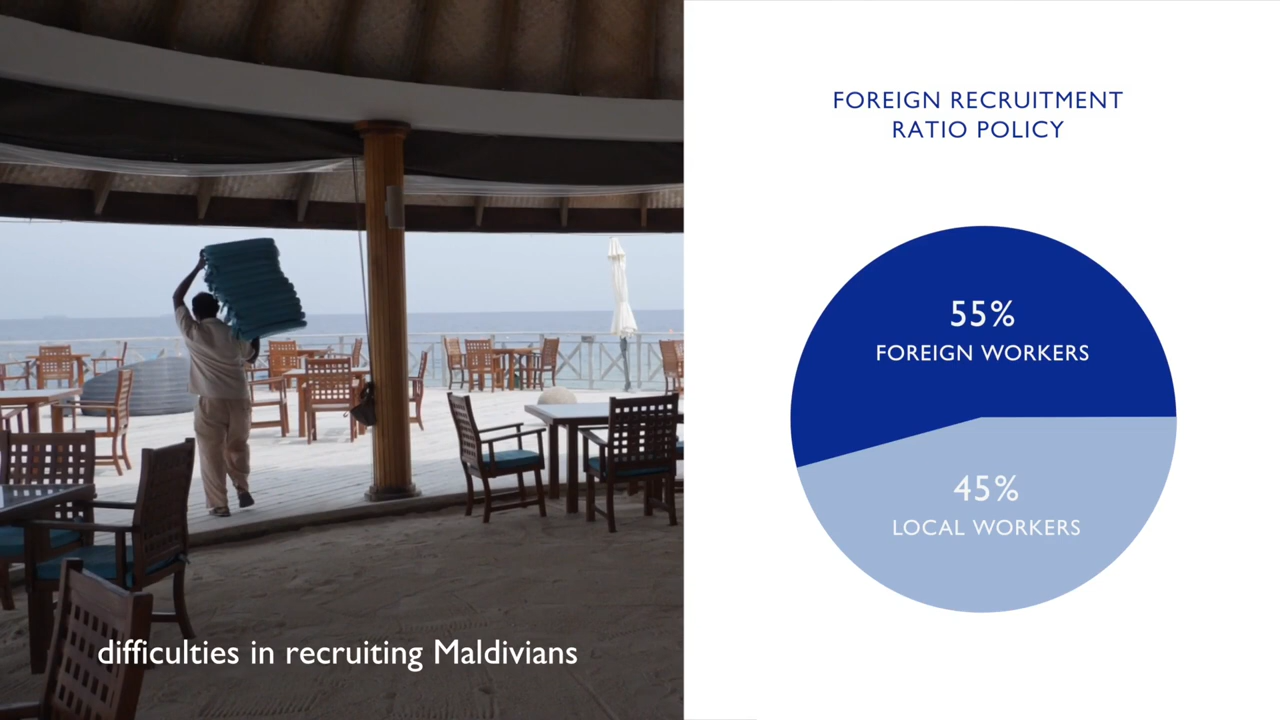 FOREIGN RECRUITMENT
RATIO POLICY
55%
FOREIGN WORKERS
45%
LOCAL WORKERS
difficulties in recruiting Maldivians